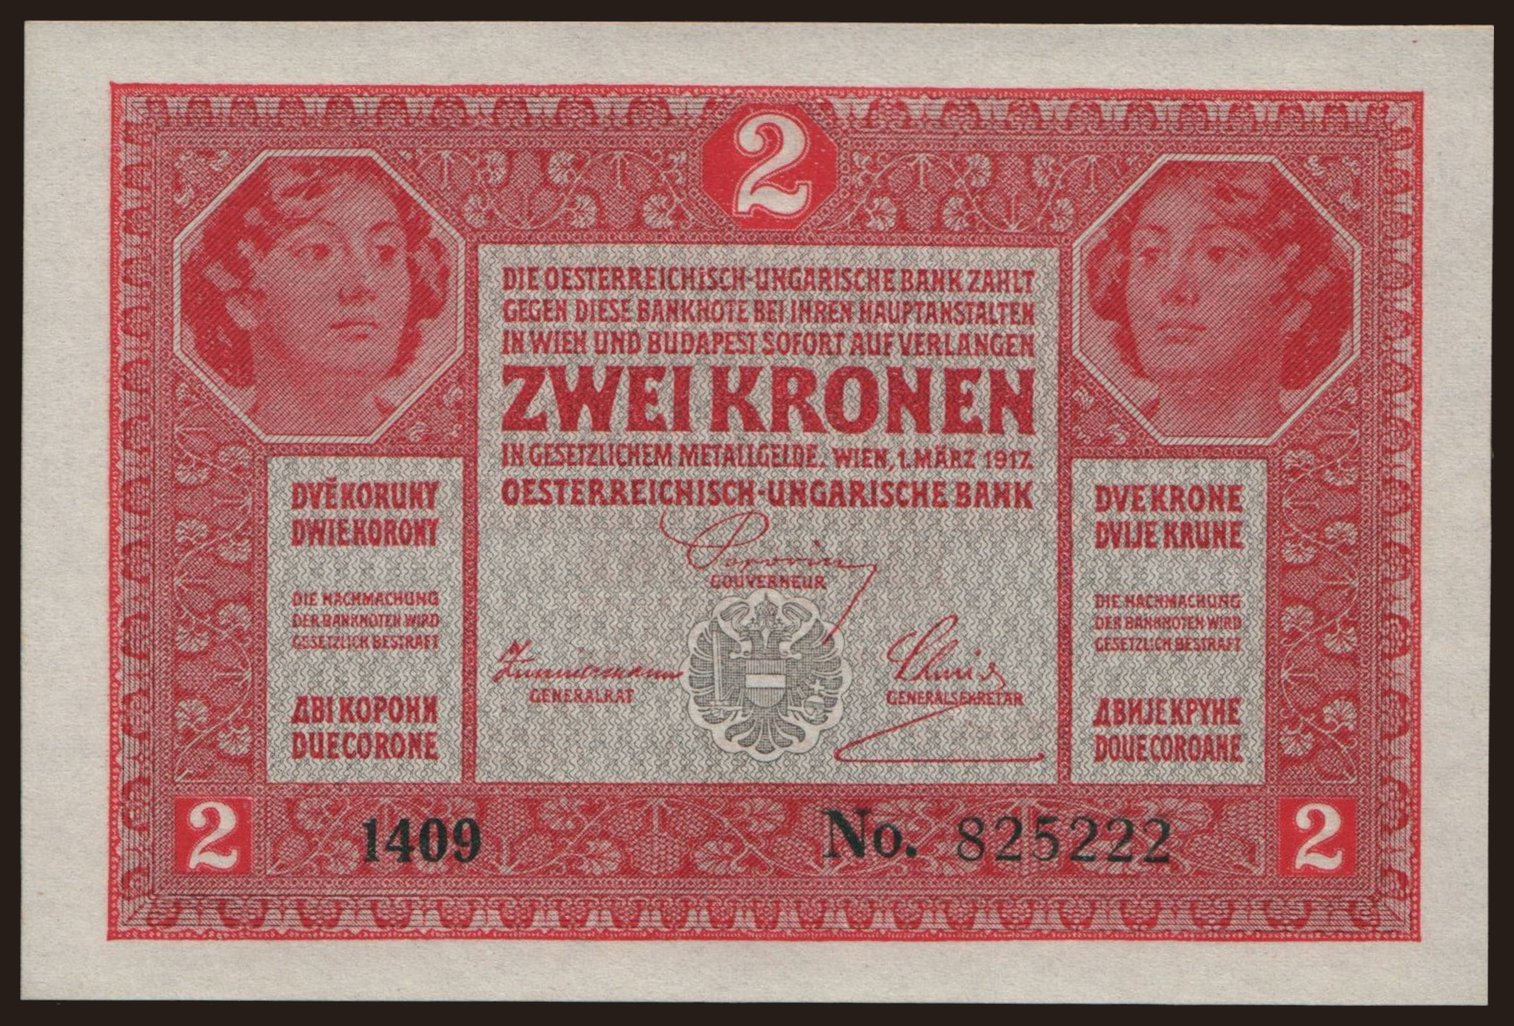 2
DIE OESTERREICHISCH-UNGARISCHE BANK ZAHLT
GEGEN DIESE BANKNOTE BEI IHREN HAUPTANSTALTEN
IN WIEN UND BUDAPEST SOFORT AUF VERLANGEN
ZWEI KRONEN
IN GESETZLICHEM METALLGELDE. WIEN, 1. MÄRZ 1917.
OESTERREICHISCH-UNGARISCHE BANK
GOUVERNEUR
GENERALRAT
GENERALSEKRETÄR
DVĚ KORUNY
DWIE KORONY
DIE NACHMACHUNG
DER BANKNOTEN WIRD
GESETZLICH BESTRAFT
ДВІ КОРОНИ
DUE CORONE
DVE KRONE
DVIJE KRUNE
DIE NACHMACHUNG
DER BANKNOTEN WIRD
GESETZLICH BESTRAFT
ДВИЈЕ КРУНЕ
DOUE COROANE
2
1409
No. 825222
2